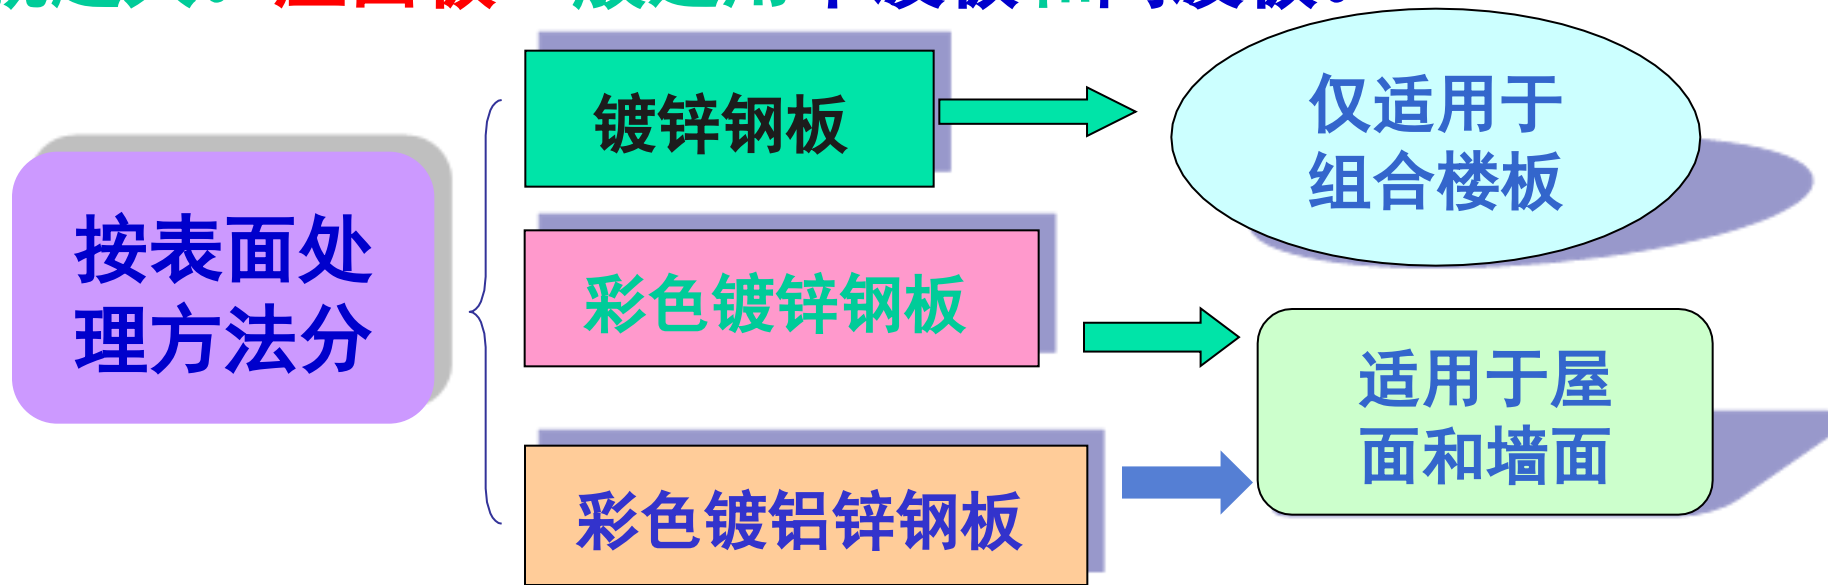 按表面处
理方法分
镀锌钢板
仅适用于
组合楼板
彩色镀锌钢板
适用于屋
面和墙面
彩色镀铝锌钢板